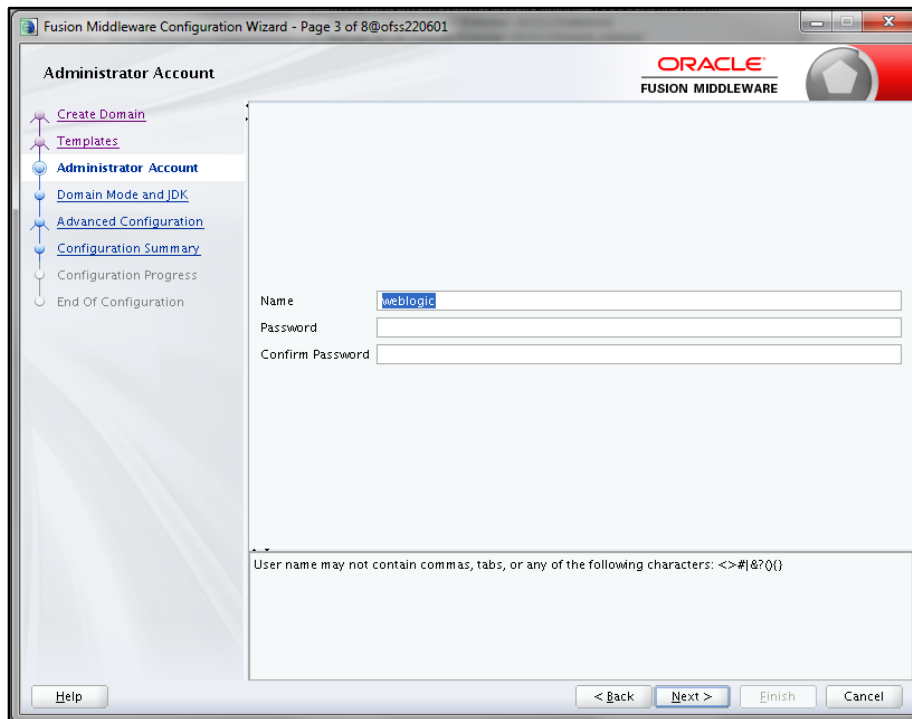 Fusion Middleware Configuration Wizard - Page 3 of 8@ofss220601
Administrator Account
ORACLE
FUSION MIDDLEWARE
Create Domain
Templates
Administrator Account
Domain Mode and JDK
Advanced Configuration
Configuration Summary
Configuration Progress
End Of Configuration
Name weblogic
Password
Confirm Password
User name may not contain commas, tabs, or any of the following characters: <>#|&?(){}
Help < Back Next > Finish Cancel